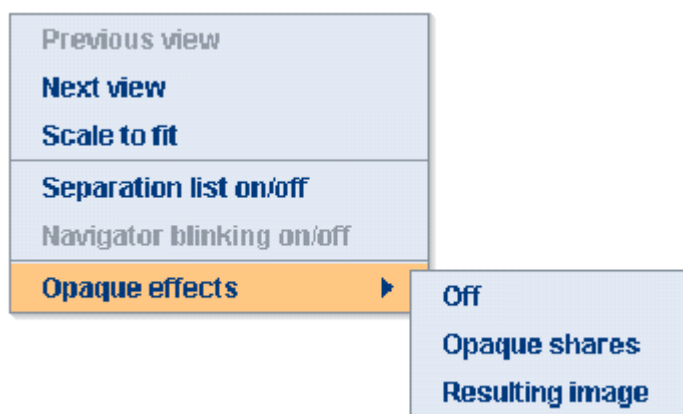 Previous view
Next view
Scale to fit
Separation list on/off
Navigator blinking on/off
Opaque effects
Off
Opaque shares
Resulting image